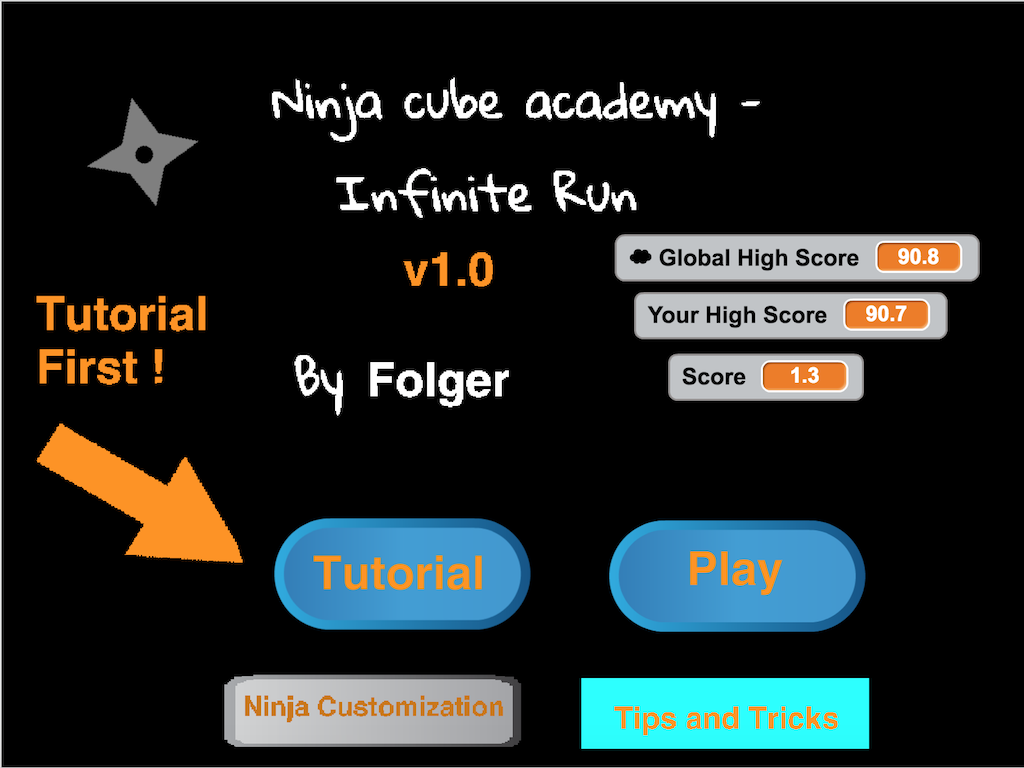 Ninja cube academy -
Infinite Run
v1.0
Global High Score 90.8
Your High Score 90.7
Score 1.3
Tutorial
First !
By Folger
Tutorial
Play
Ninja Customization
Tips and Tricks